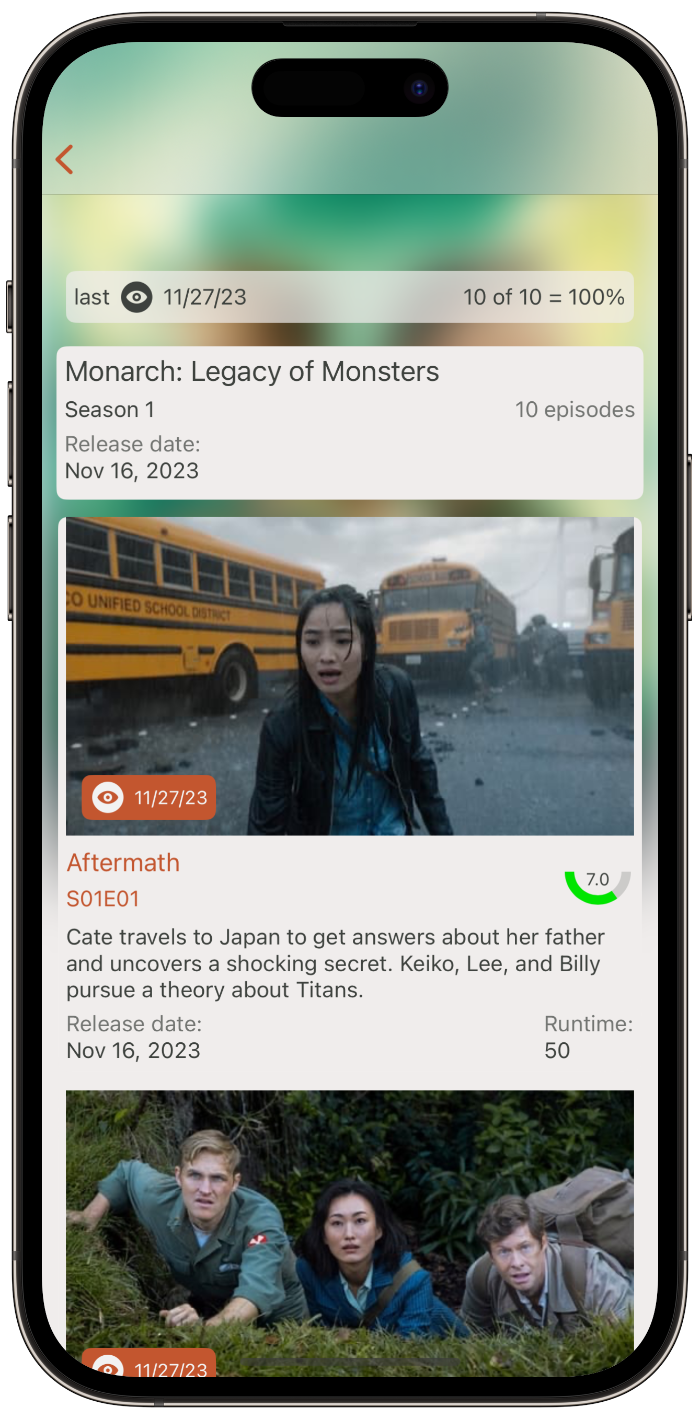 last 11/27/23 10 of 10 = 100%
Monarch: Legacy of Monsters
Season 1 10 episodes
Release date:
Nov 16, 2023
CO UNIFIED SCHOOL DISTRICT
SCHOOL BUS
11/27/23
Aftermath
7.0
S01E01
Cate travels to Japan to get answers about her father
and uncovers a shocking secret. Keiko, Lee, and Billy
pursue a theory about Titans.
Release date: Runtime:
Nov 16, 2023 50
11/27/23